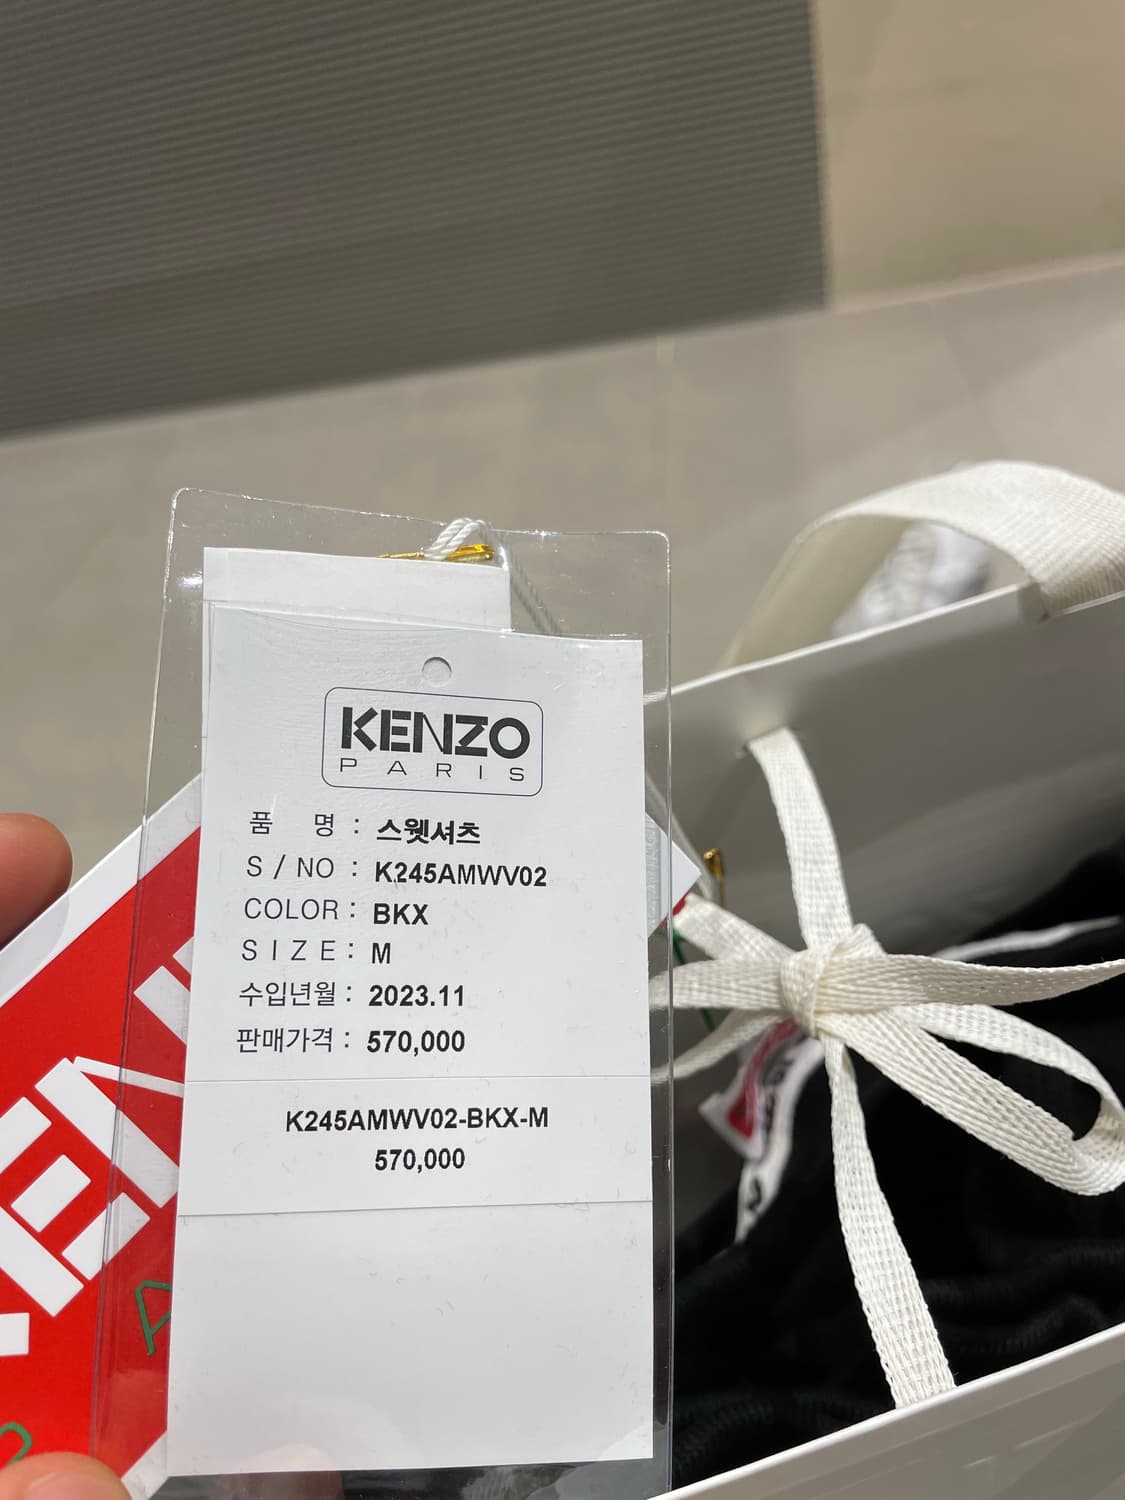 KENZO
PARIS
품 명 : 스웻셔츠
S / NO : K245AMWV02
COLOR : BKX
SIZE : M
수입년월 : 2023.11
판매가격 : 570,000
K245AMWV02-BKX-M
570,000